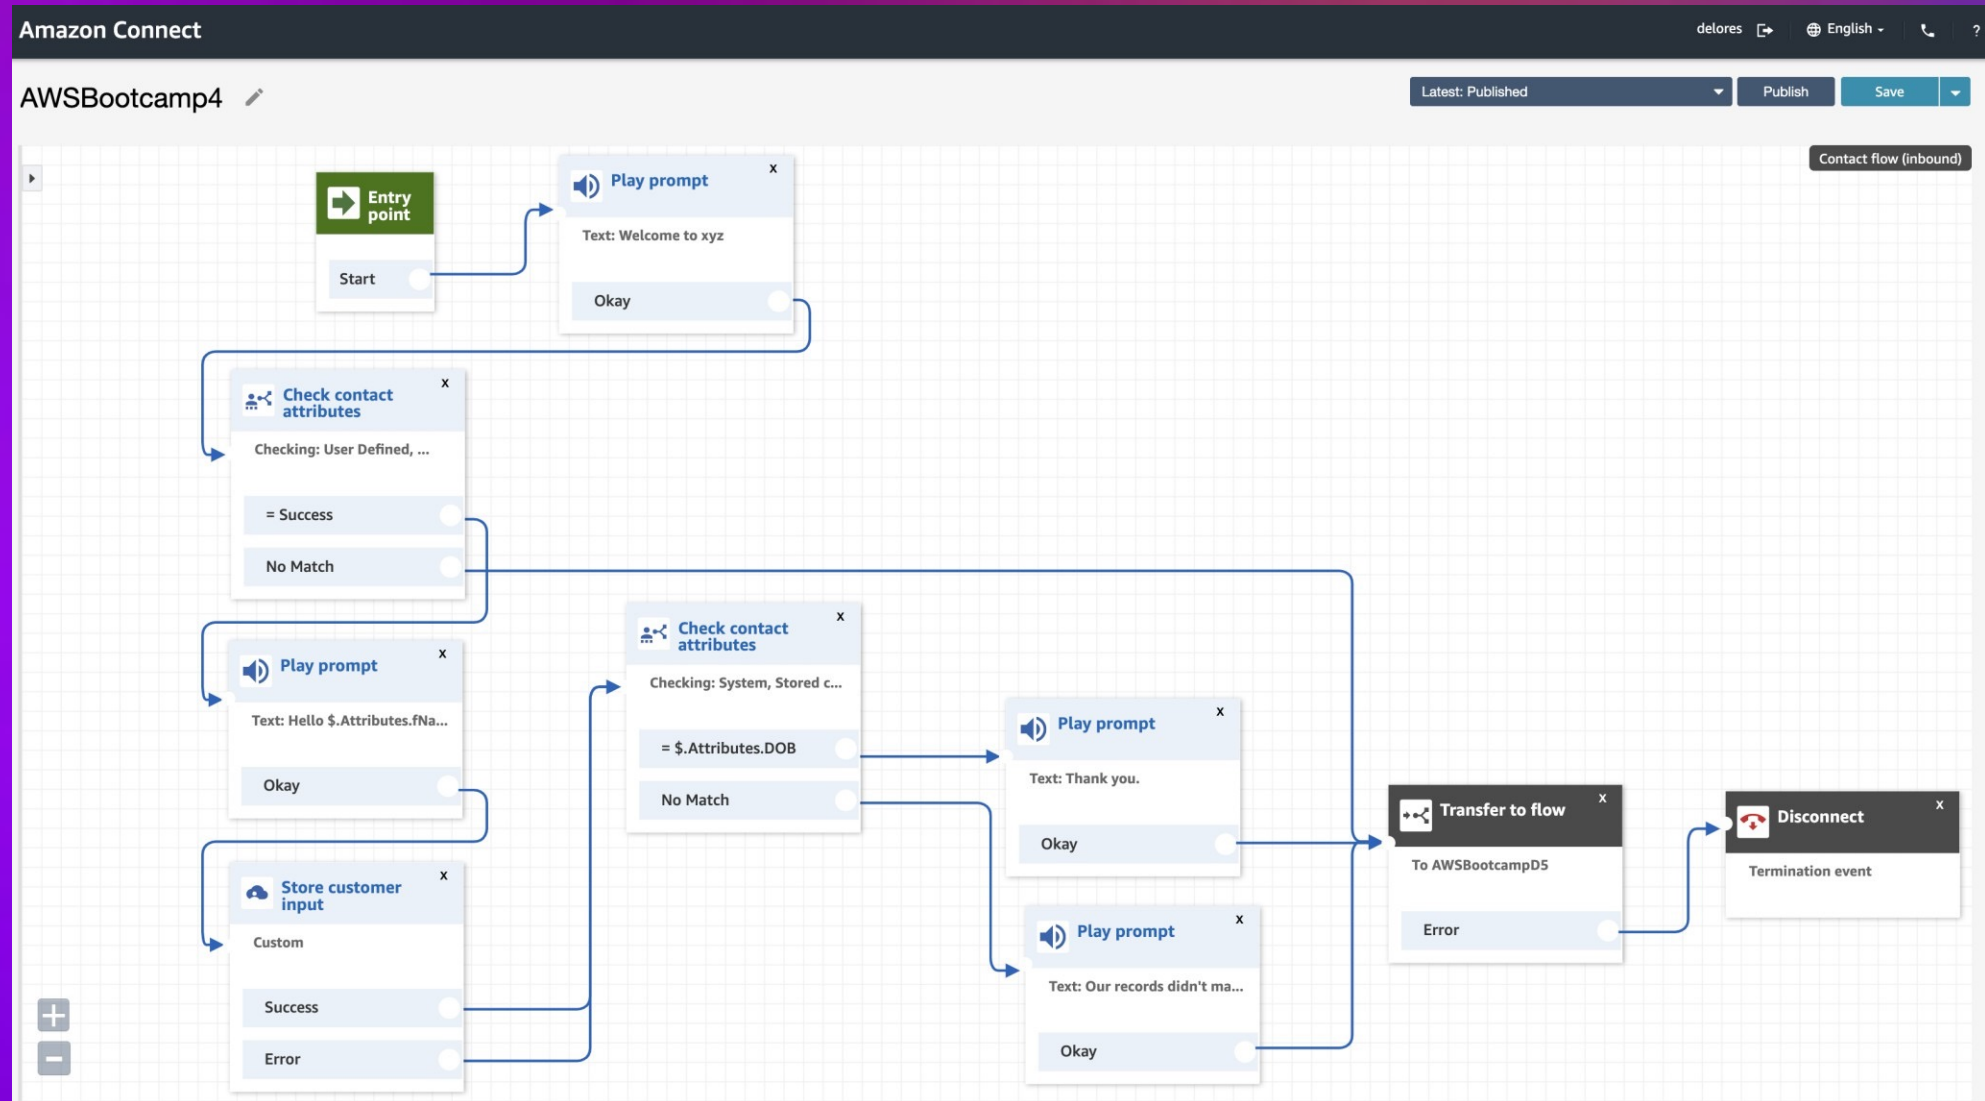 Amazon Connect
delores
English
?
AWSBootcamp4
Latest: Published
Publish
Save
Contact flow (inbound)
Entry
point
Start
Play prompt
x
Text: Welcome to xyz
Okay
Check contact
attributes
x
Checking: User Defined, ...
= Success
No Match
Play prompt
x
Text: Hello $.Attributes.fNa...
Okay
Store customer
input
x
Custom
Success
Error
Check contact
attributes
x
Checking: System, Stored c...
= $.Attributes.DOB
No Match
Play prompt
x
Text: Thank you.
Okay
Play prompt
x
Text: Our records didn't ma...
Okay
Transfer to flow
x
To AWSBootcampD5
Error
Disconnect
x
Termination event